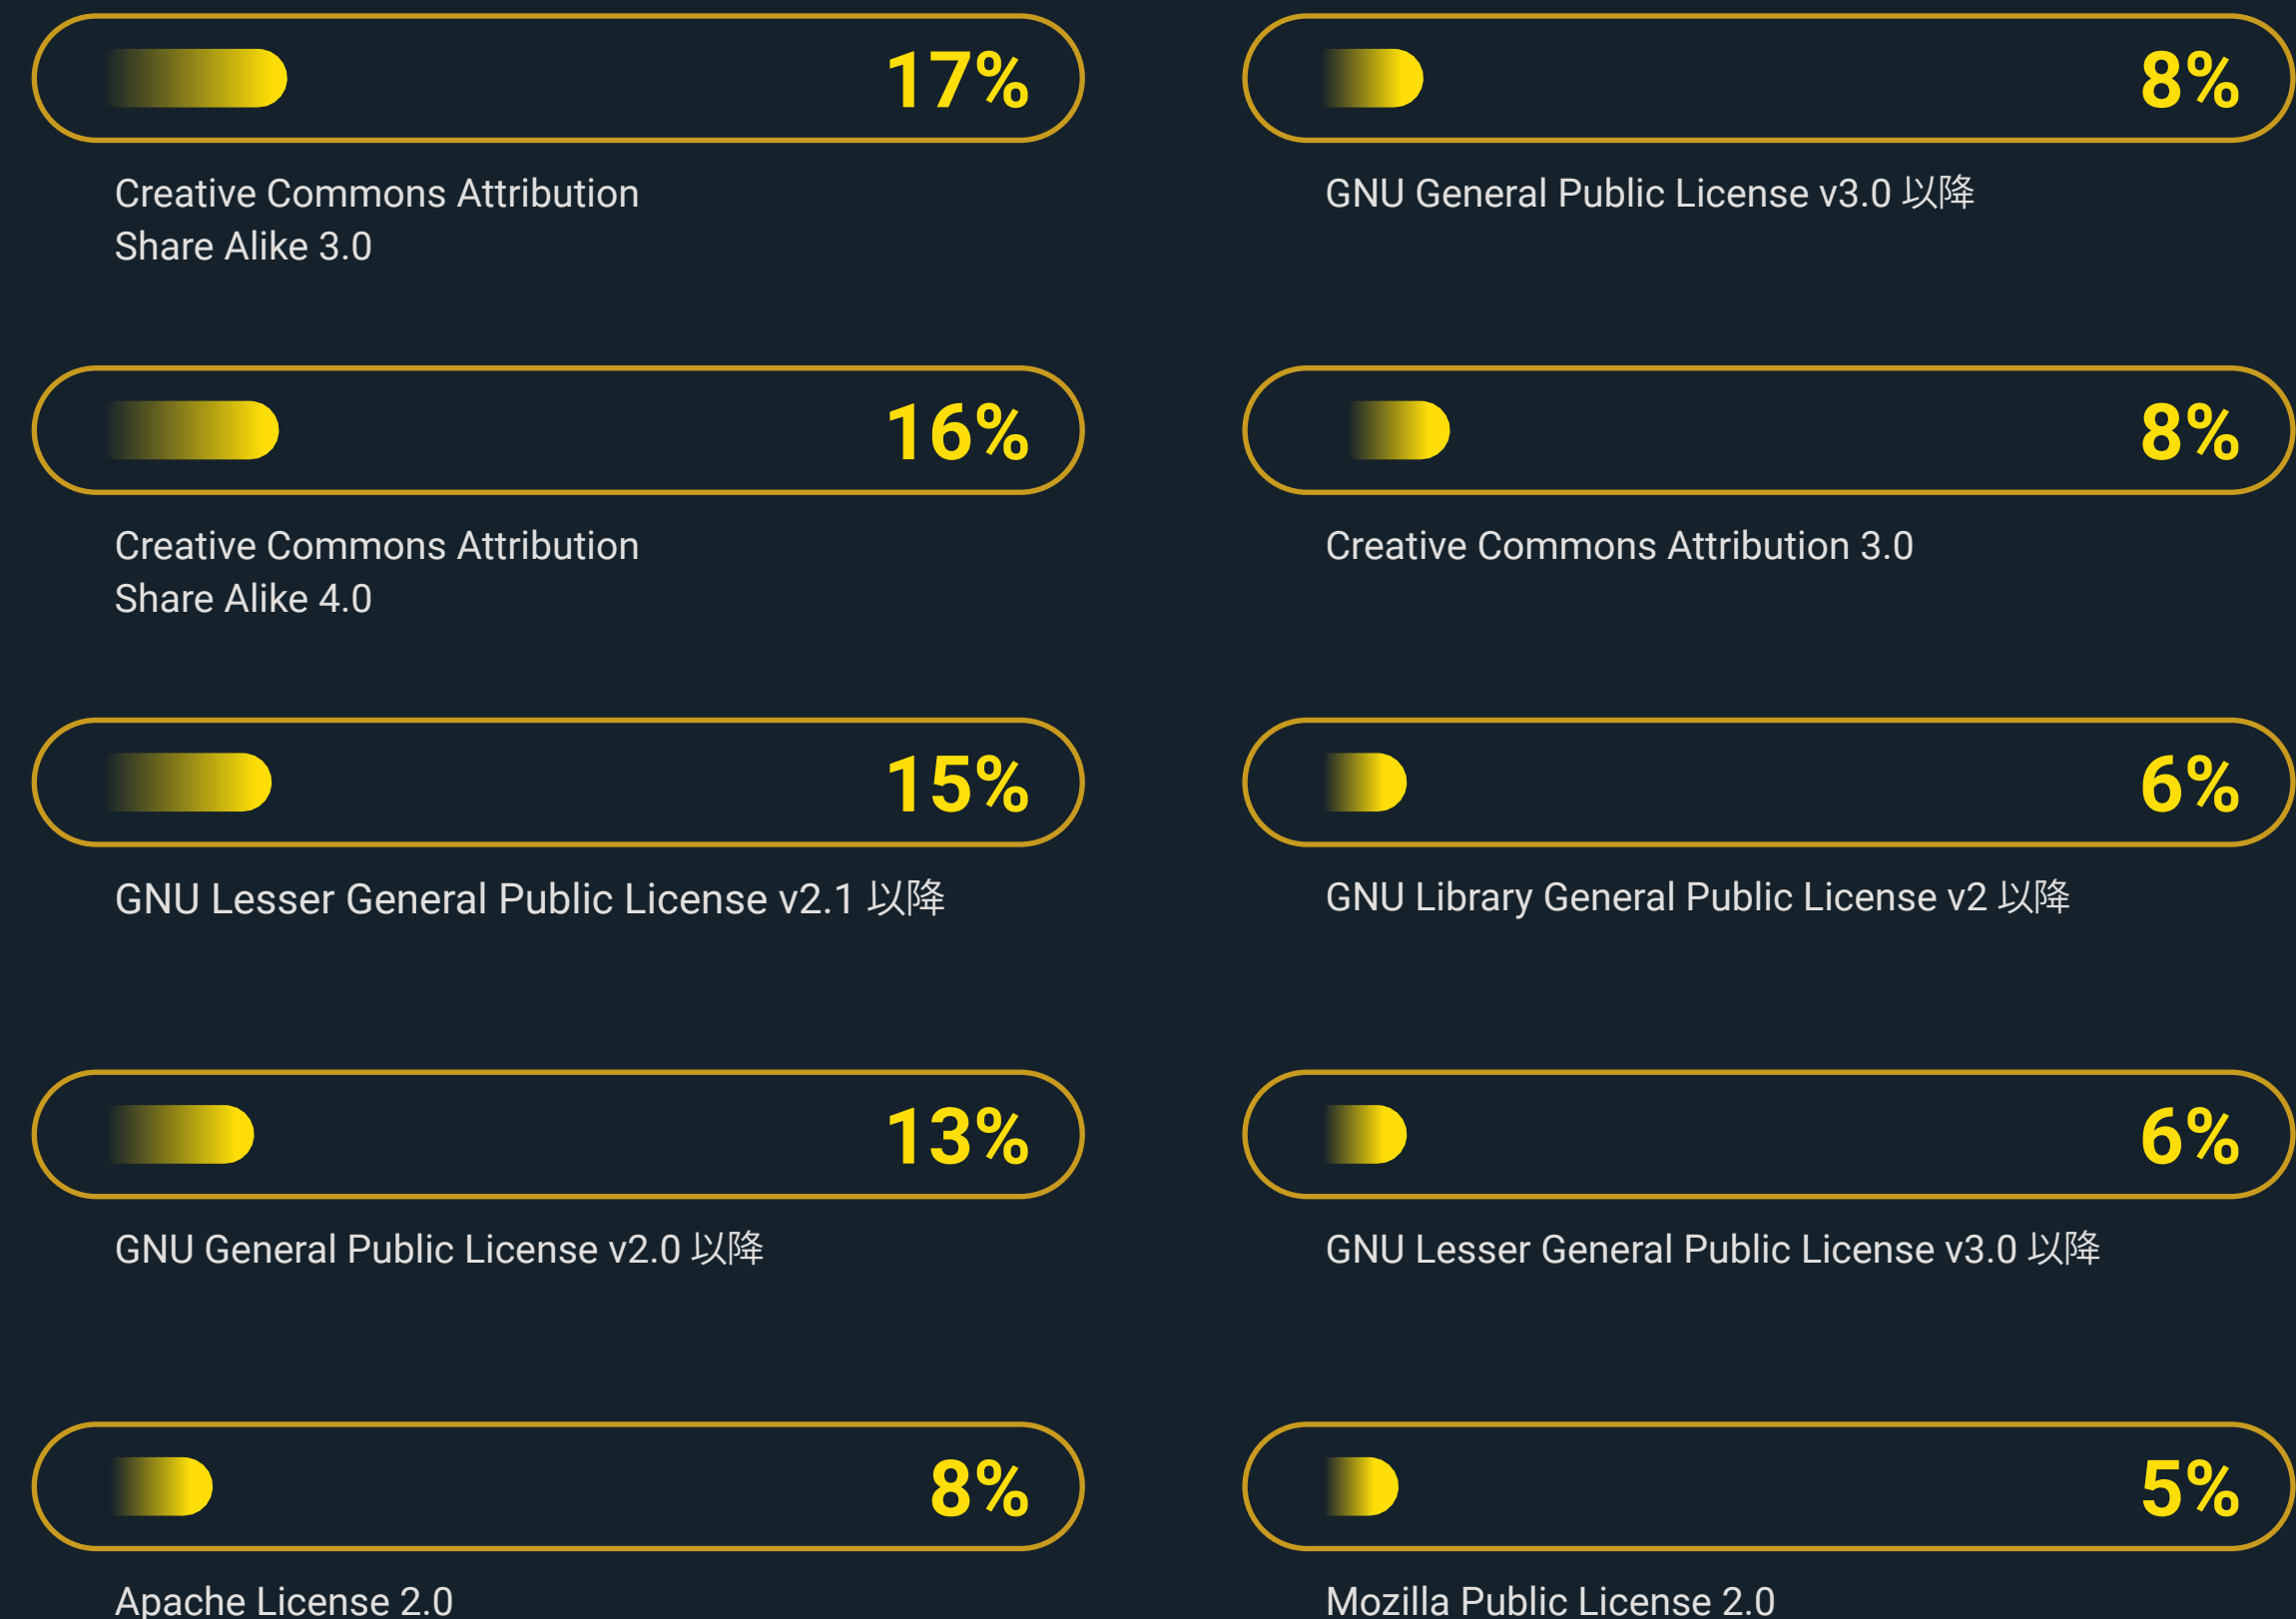 17%
Creative Commons Attribution
Share Alike 3.0
16%
Creative Commons Attribution
Share Alike 4.0
15%
GNU Lesser General Public License v2.1 以降
13%
GNU General Public License v2.0 以降
8%
Apache License 2.0
8%
GNU General Public License v3.0 以降
8%
Creative Commons Attribution 3.0
6%
GNU Library General Public License v2 以降
6%
GNU Lesser General Public License v3.0 以降
5%
Mozilla Public License 2.0